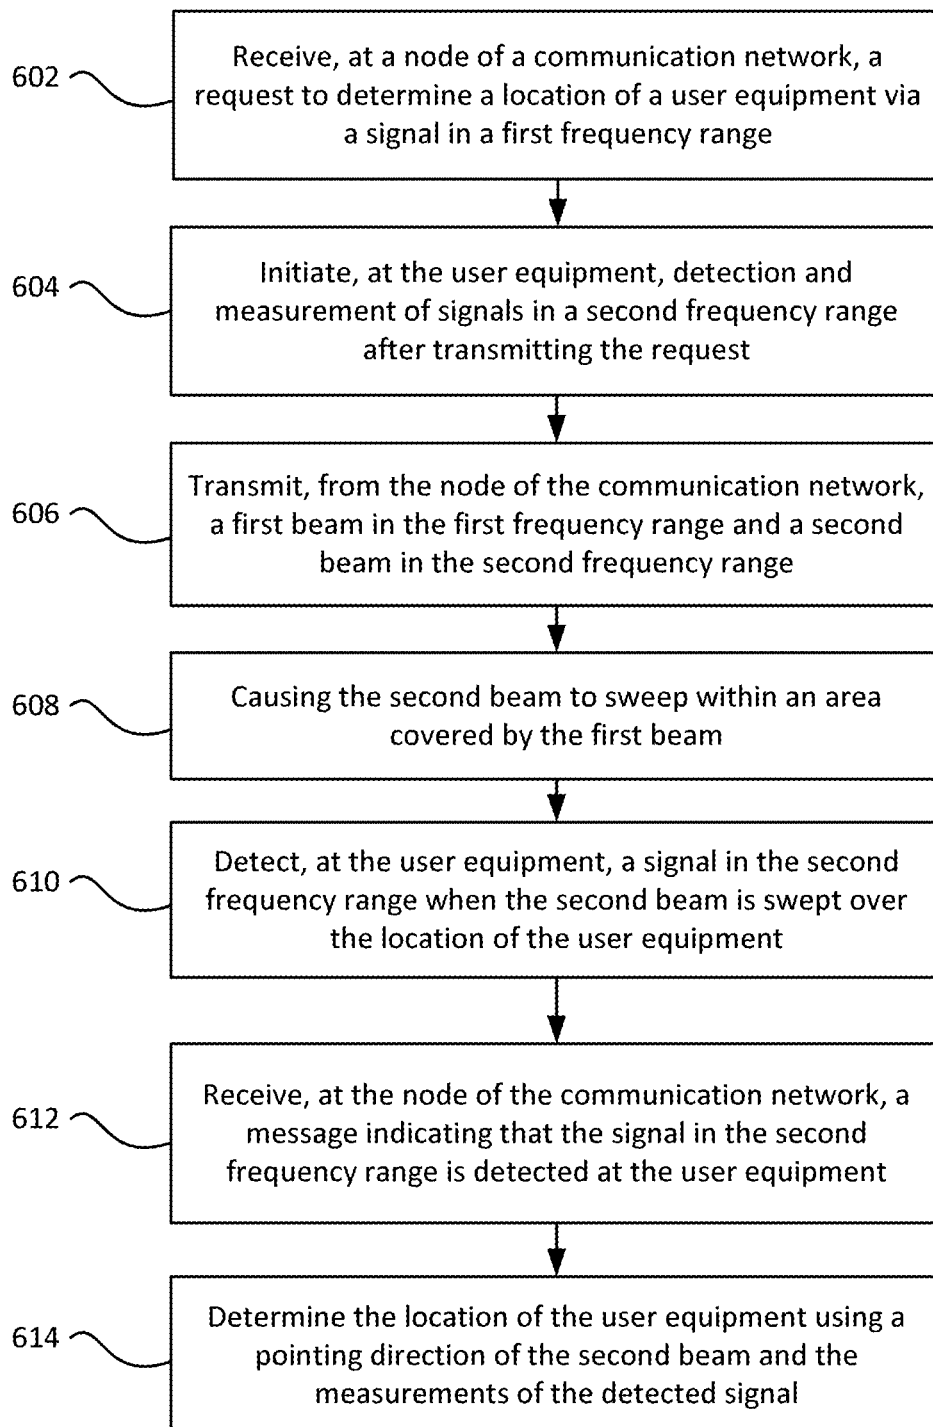 602
Receive, at a node of a communication network, a
request to determine a location of a user equipment via
a signal in a first frequency range
604
Initiate, at the user equipment, detection and
measurement of signals in a second frequency range
after transmitting the request
606
Transmit, from the node of the communication network,
a first beam in the first frequency range and a second
beam in the second frequency range
608
Causing the second beam to sweep within an area
covered by the first beam
610
Detect, at the user equipment, a signal in the second
frequency range when the second beam is swept over
the location of the user equipment
612
Receive, at the node of the communication network, a
message indicating that the signal in the second
frequency range is detected at the user equipment
614
Determine the location of the user equipment using a
pointing direction of the second beam and the
measurements of the detected signal